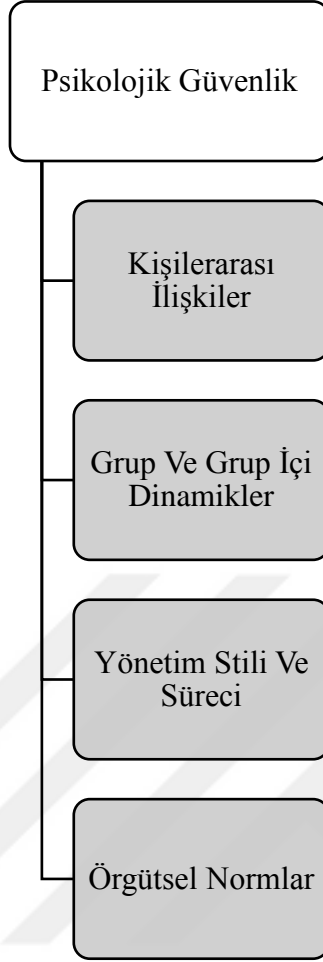 Psikolojik Güvenlik
Kişilerarası
İlişkiler
Grup Ve Grup İçi
Dinamikler
Yönetim Stili Ve
Süreci
Örgütsel Normlar